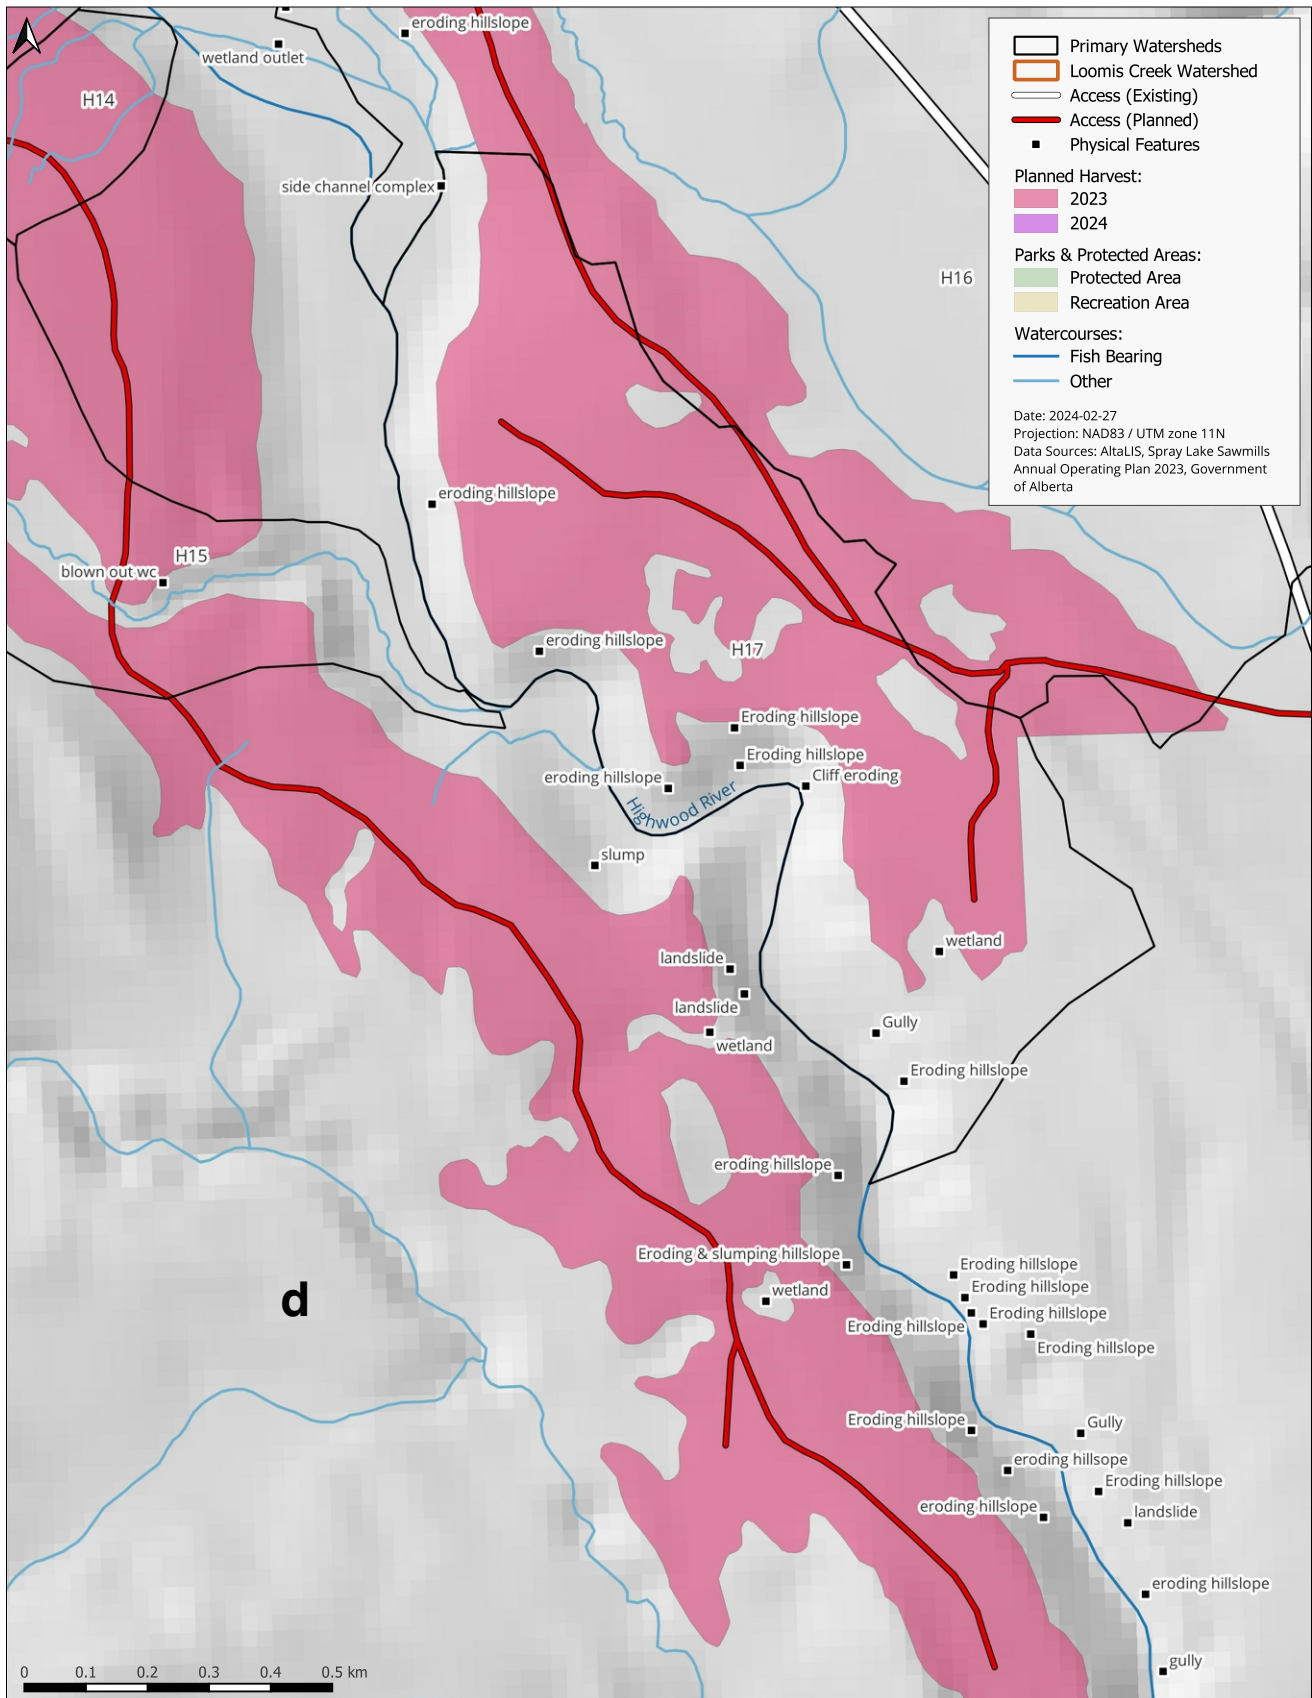 eroding hillslope
wetland outlet
H14
side channel complex
H16
eroding hillslope
H15
blown out wc
eroding hillslope
H17
Eroding hillslope
Eroding hillslope
eroding hillslope
Cliff eroding
Highwood River
slump
wetland
landslide
landslide
Gully
wetland
Eroding hillslope
eroding hillslope
Eroding & slumping hillslope
Eroding hillslope
wetland
Eroding hillslope
Eroding hillslope
Eroding hillslope
Eroding hillslope
d
Eroding hillslope
Gully
eroding hillsope
Eroding hillslope
eroding hillslope
landslide
eroding hillslope
gully
0 0.1 0.2 0.3 0.4 0.5 km
Primary Watersheds
Loomis Creek Watershed
Access (Existing)
Access (Planned)
Physical Features
Planned Harvest:
2023
2024
Parks & Protected Areas:
Protected Area
Recreation Area
Watercourses:
Fish Bearing
Other
Date: 2024-02-27
Projection: NAD83 / UTM zone 11N
Data Sources: AltaLIS, Spray Lake Sawmills
Annual Operating Plan 2023, Government
of Alberta